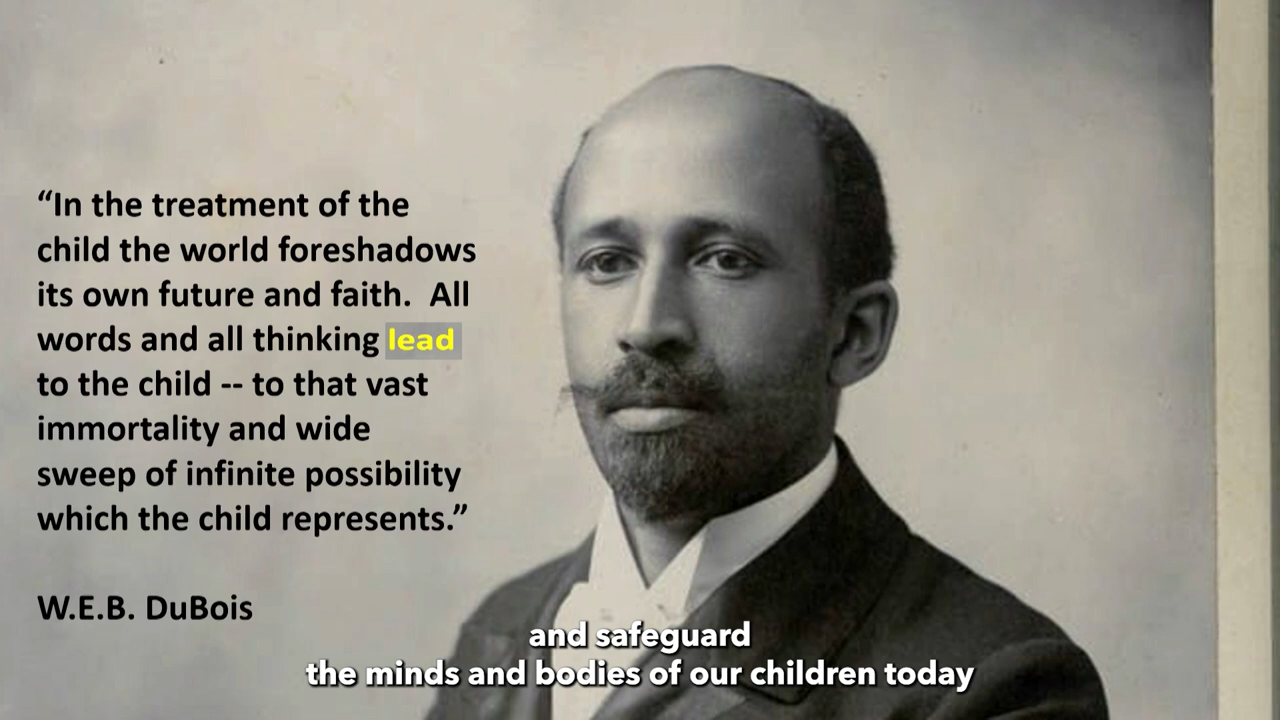 “In the treatment of the
child the world foreshadows
its own future and faith.  All
words and all thinking lead
to the child -- to that vast
immortality and wide
sweep of infinite possibility
which the child represents.”
W.E.B. DuBois
and safeguard
the minds and bodies of our children today